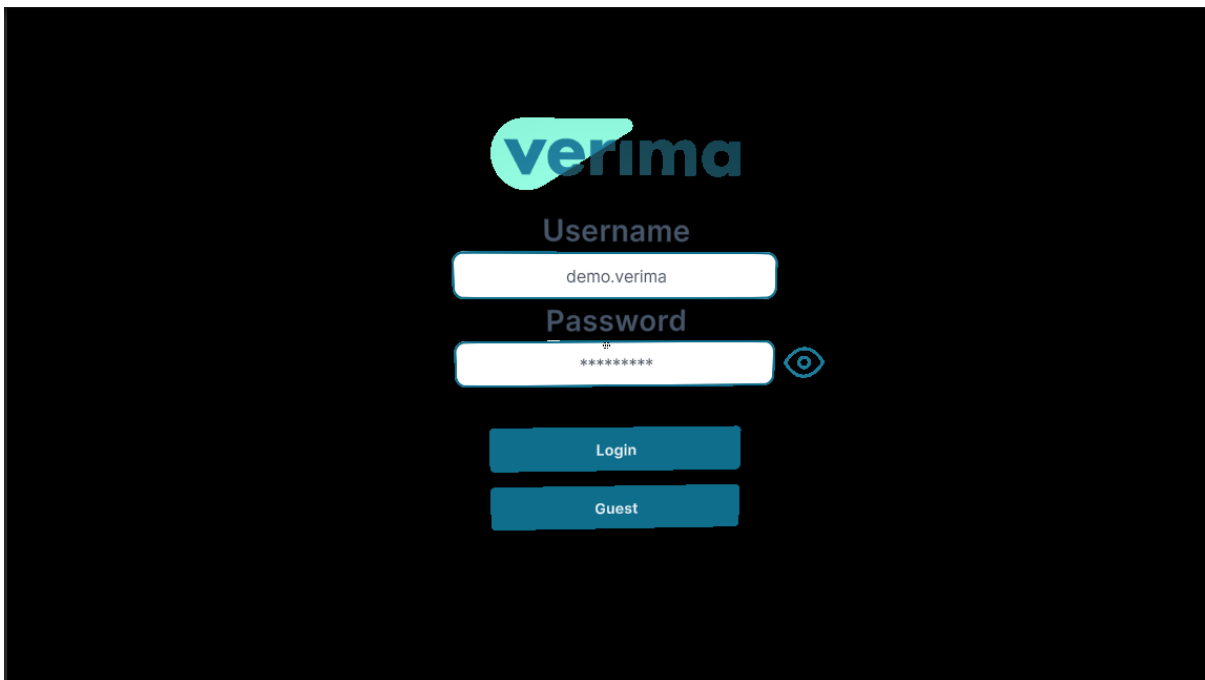 verima
Username
demo.verima
Password
*********
Login
Guest